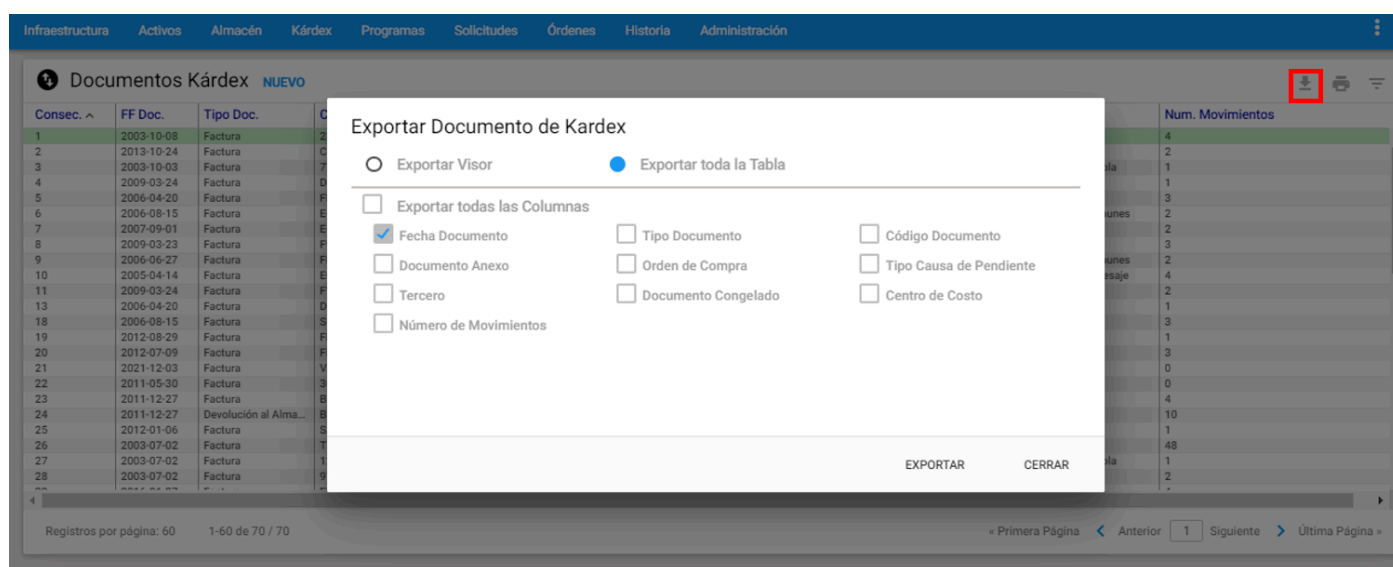 Infraestructura Activos Almacén Kárdex Programas Solicitudes Órdenes Historia Administración
Documentos Kárdex NUEVO
Consec. FF Doc. Tipo Doc. C Num. Movimientos
Exportar Documento de Kardex
Exportar Visor Exportar toda la Tabla
Exportar todas las Columnas
Fecha Documento Tipo Documento Código Documento
Documento Anexo Orden de Compra Tipo Causa de Pendiente
Tercero Documento Congelado Centro de Costo
Número de Movimientos
EXPORTAR CERRAR
1 2003-10-08 Factura 2 4
2 2013-10-24 Factura C 2
3 2003-10-03 Factura 7 ola 1
4 2009-03-24 Factura D 1
5 2006-04-20 Factura F 3
6 2006-08-15 Factura E unes 2
7 2007-09-01 Factura E 2
8 2009-03-23 Factura F 3
9 2006-06-27 Factura F unes 2
10 2005-04-14 Factura E esaje 4
11 2009-03-24 Factura F 2
13 2006-04-20 Factura D 1
18 2006-08-15 Factura S 3
19 2012-08-29 Factura F 1
20 2012-07-09 Factura F 3
21 2021-12-03 Factura V 0
22 2011-05-30 Factura 3 0
23 2011-12-27 Factura B 4
24 2011-12-27 Devolución al Alma... B 10
25 2012-01-06 Factura S 1
26 2003-07-02 Factura T 48
27 2003-07-02 Factura 1 ola 1
28 2003-07-02 Factura 9 2
Registros por página: 60 1-60 de 70 / 70 « Primera Página Anterior 1 Siguiente Última Página »